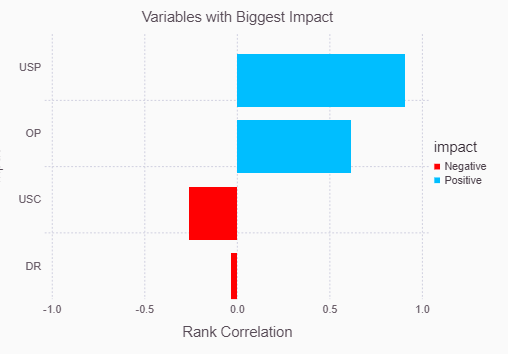 Variables with Biggest Impact
USP
OP
USC
DR
impact
Negative
Positive
-1.0 -0.5 0.0 0.5 1.0
Rank Correlation